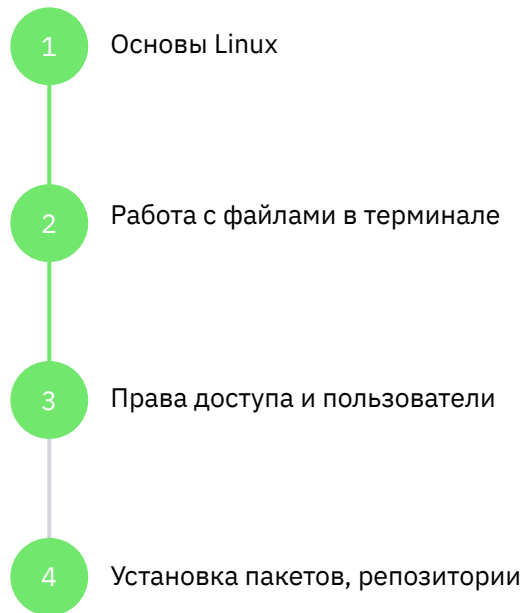 1 Основы Linux
2 Работа с файлами в терминале
3 Права доступа и пользователи
4 Установка пакетов, репозитории